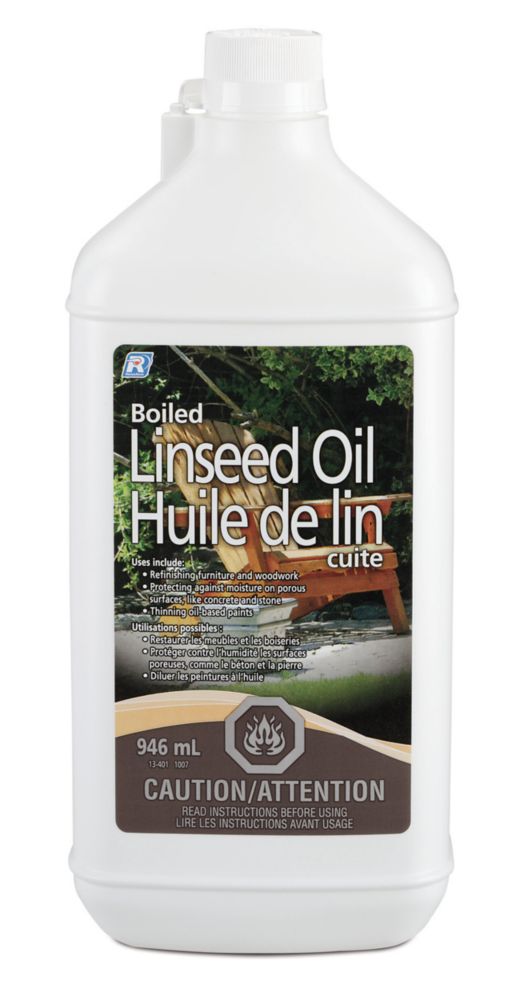 R
Boiled
Linseed Oil
Huile de lin
cuite
Uses include:
• Refinishing furniture and woodwork
• Protecting against moisture on porous
surfaces, like concrete and stone
• Thinning oil-based paints
Utilisations possibles :
• Restaurer les meubles et les boiseries
• Protéger contre l'humidité les surfaces
poreuses, comme le béton et la pierre
• Diluer les peintures à l'huile
946 mL
13-401 1007
CAUTION/ATTENTION
READ INSTRUCTIONS BEFORE USING
LIRE LES INSTRUCTIONS AVANT USAGE